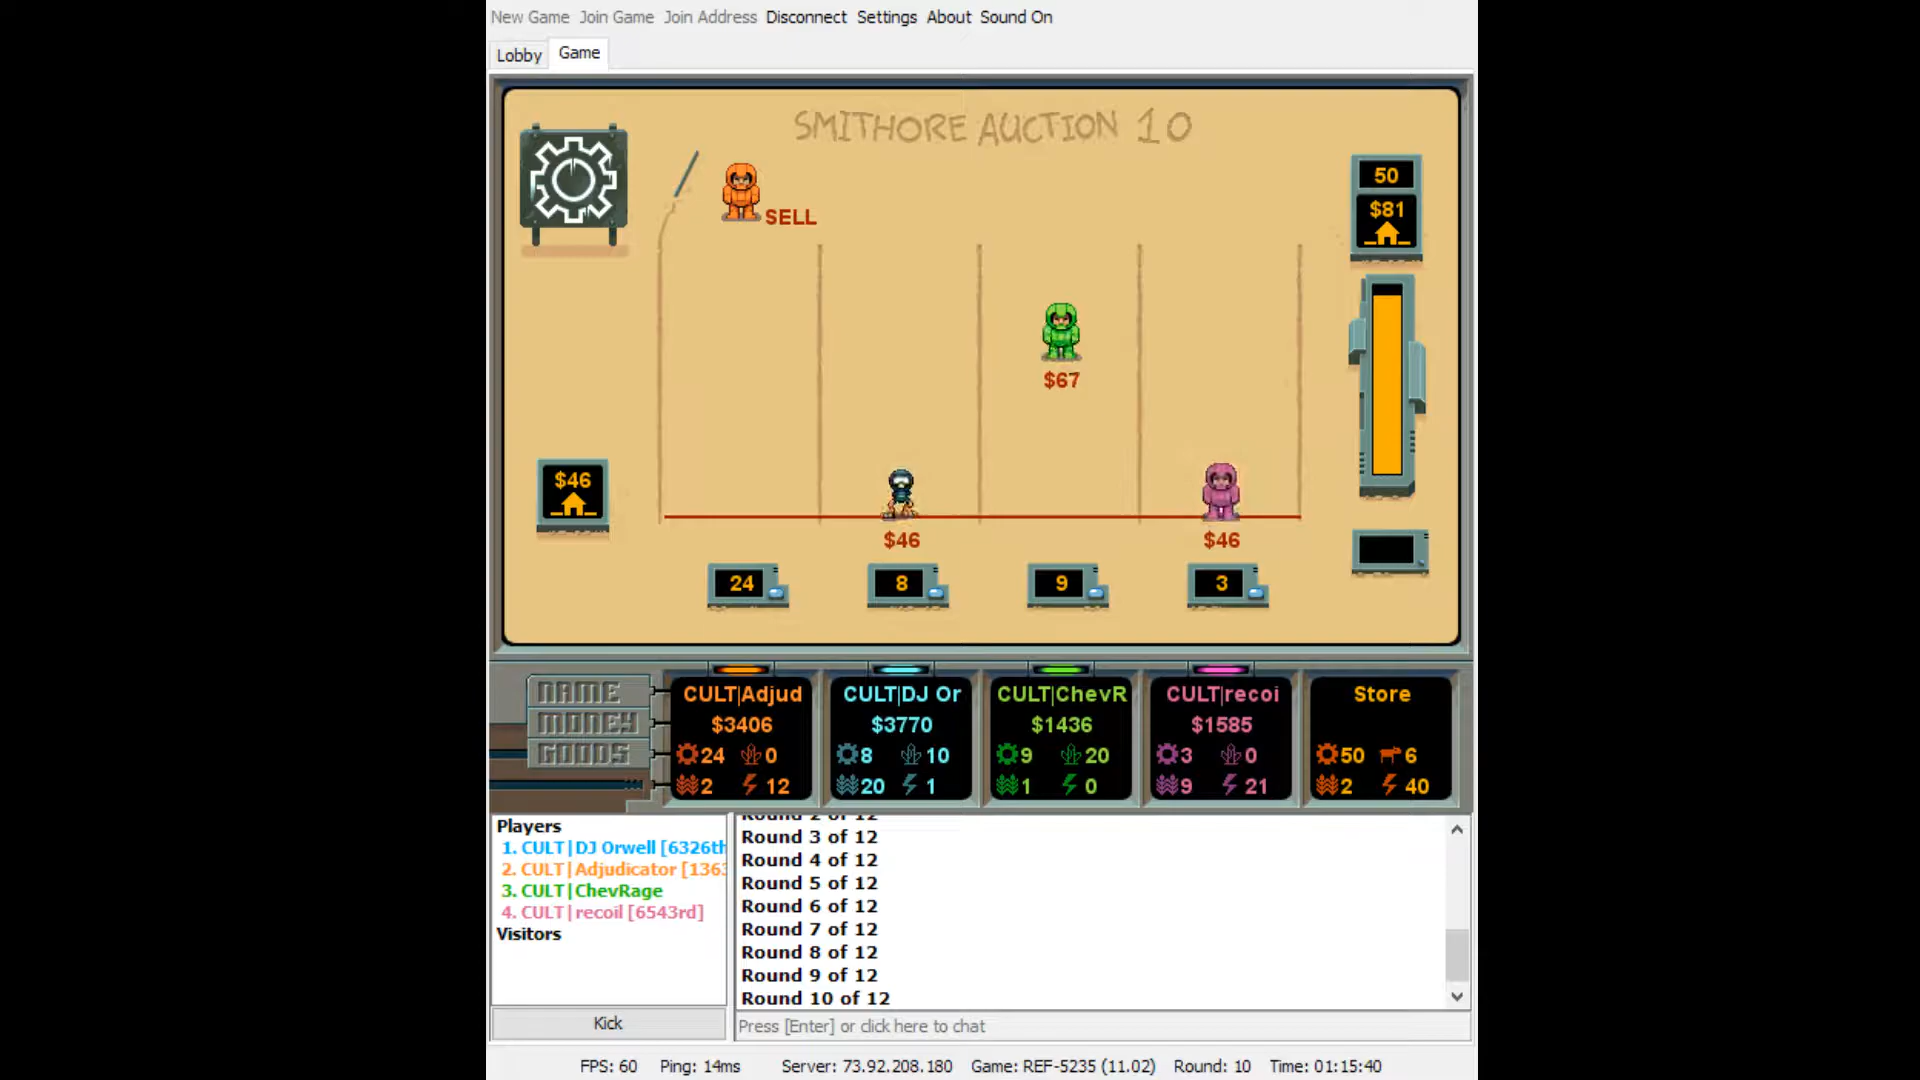 New Game Join Game Join Address Disconnect Settings About Sound On
Lobby Game
SMITHORE AUCTION 10
50
$81
SELL
$67
$46
$46
$46
24
8
9
3
NAME
MONEY
GOODS
CULT|Adjud
$3406
24 0
2 12
CULT|DJ Or
$3770
8 10
20 1
CULT|ChevR
$1436
9 20
1 0
CULT|recoi
$1585
3 0
9 21
Store
50 6
2 40
Players
1. CULT|DJ Orwell [6326th
2. CULT|Adjudicator [136
3. CULT|ChevRage
4. CULT|recoil [6543rd]
Visitors
Kick
Round 2 of 12
Round 3 of 12
Round 4 of 12
Round 5 of 12
Round 6 of 12
Round 7 of 12
Round 8 of 12
Round 9 of 12
Round 10 of 12
Press [Enter] or click here to chat
FPS: 60 Ping: 14ms Server: 73.92.208.180 Game: REF-5235 (11.02) Round: 10 Time: 01:15:40